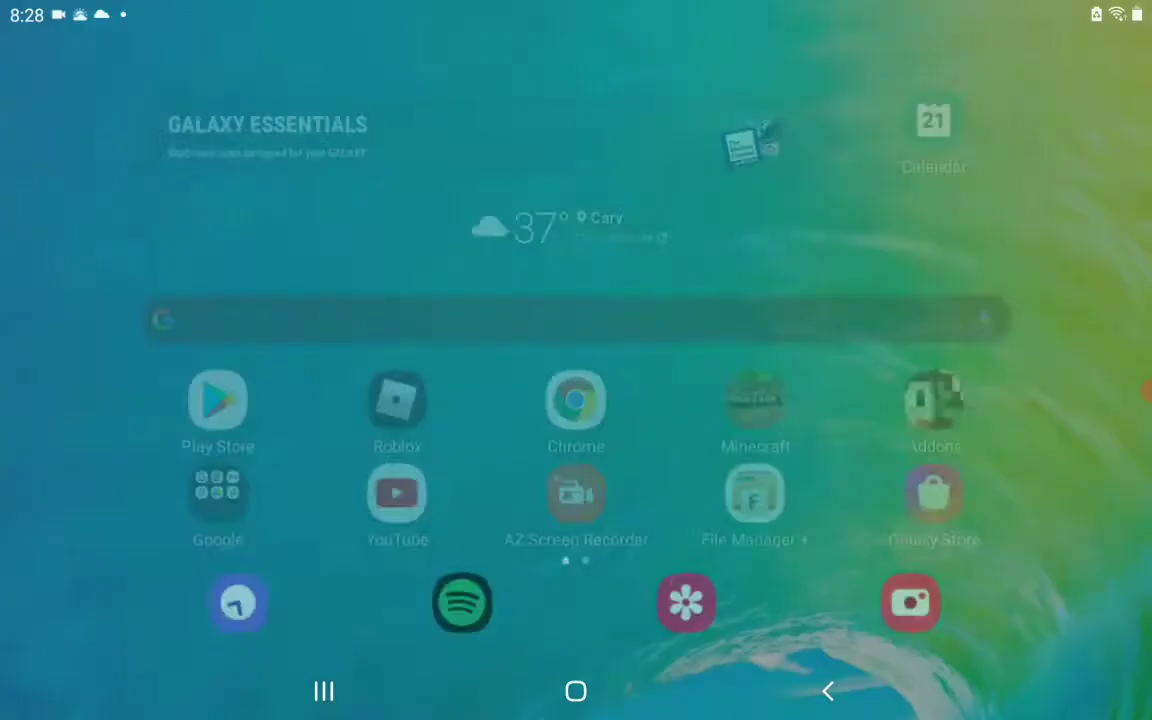 8:28
GALAXY ESSENTIALS
21
Calendar
37°
Cary
Play Store
Roblox
Chrome
Minecraft
Addons
Google
YouTube
AZ Screen Recorder
File Manager +
Galaxy Store